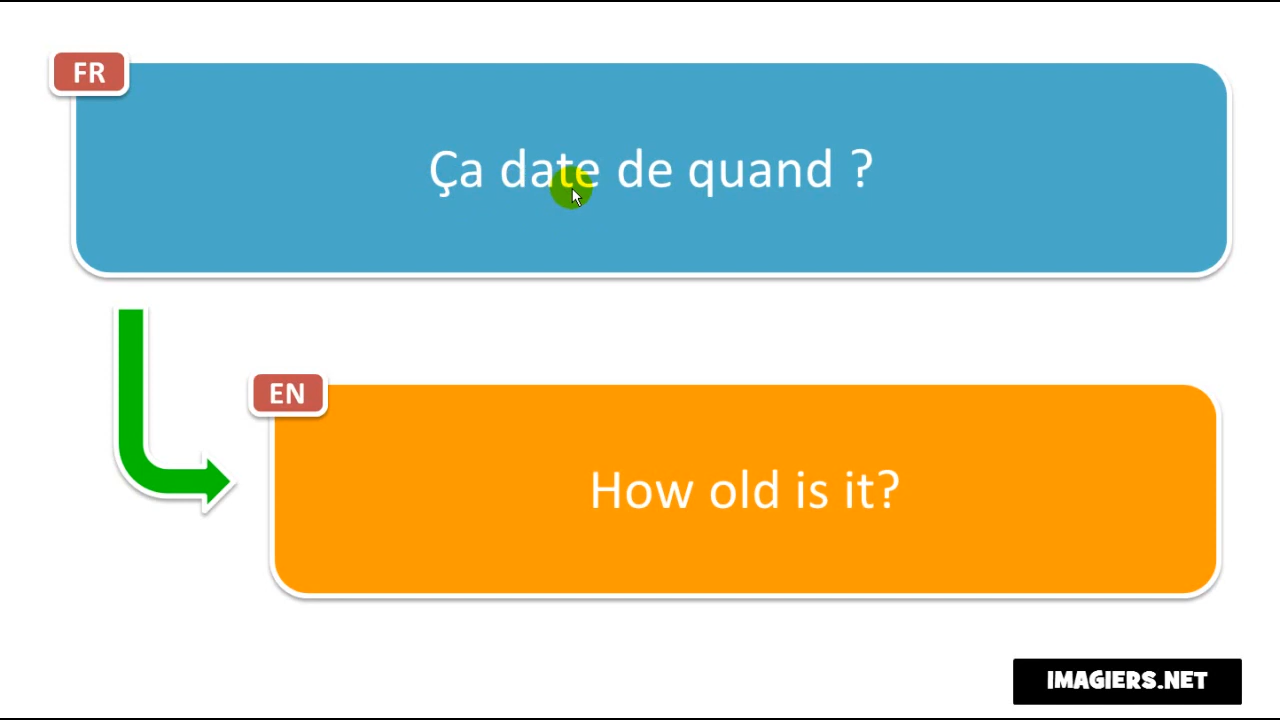 FR
Ça date de quand ?
EN
How old is it?
IMAGIERS.NET